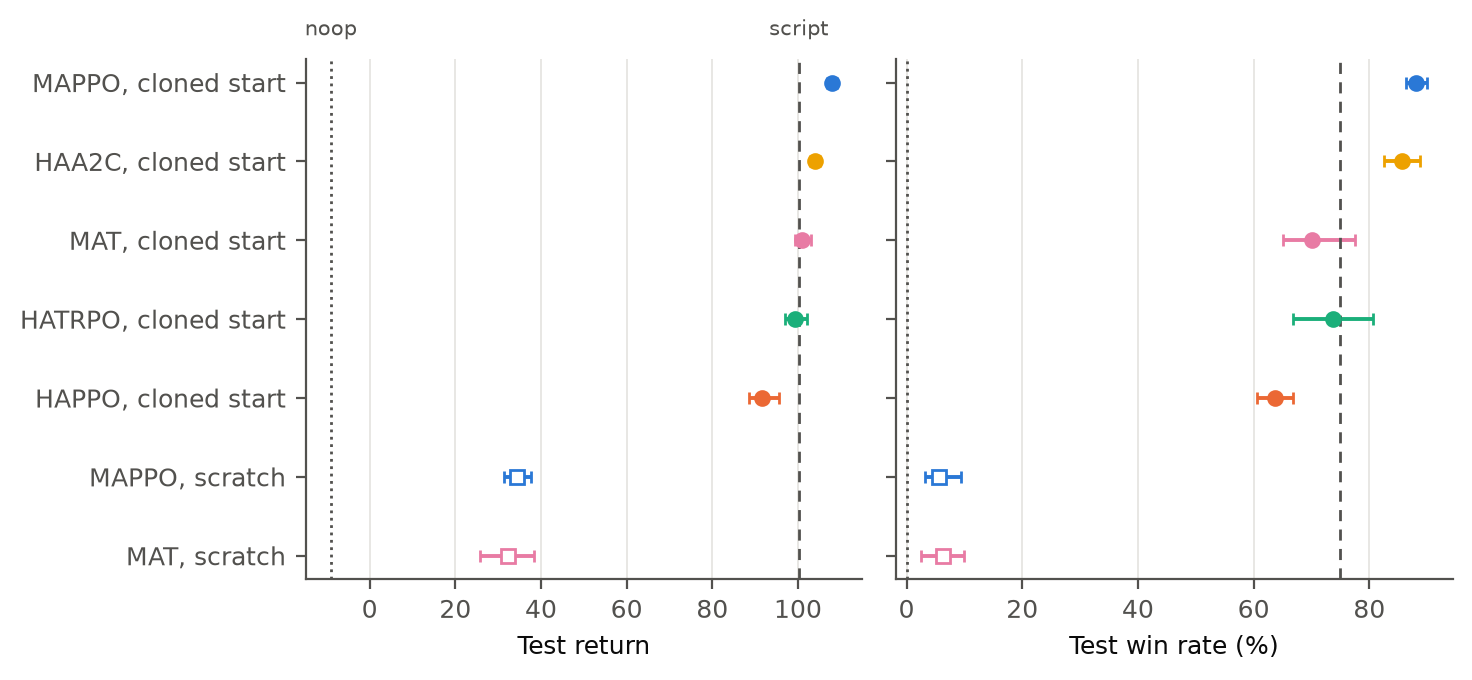 noop
script
MAPPO, cloned start
HAA2C, cloned start
MAT, cloned start
HATRPO, cloned start
HAPPO, cloned start
MAPPO, scratch
MAT, scratch
0 20 40 60 80 100
Test return
0 20 40 60 80
Test win rate (%)